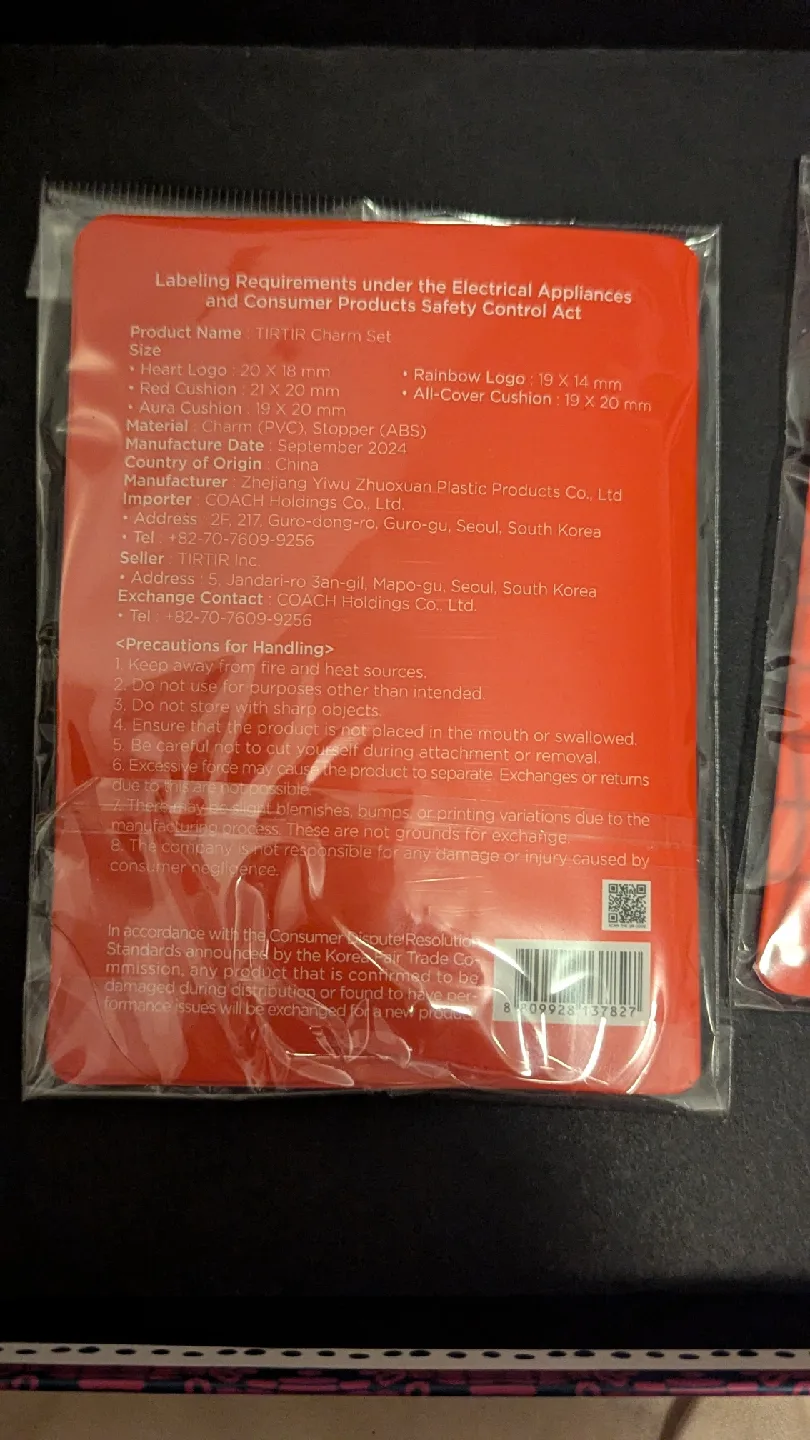 Labeling Requirements under the Electrical Appliances
and Consumer Products Safety Control Act
Product Name : TIRTIR Charm Set
Size
• Heart Logo : 20 X 18 mm
• Rainbow Logo : 19 X 14 mm
• Red Cushion : 21 X 20 mm
• All-Cover Cushion : 19 X 20 mm
• Aura Cushion : 19 X 20 mm
Material : Charm (PVC), Stopper (ABS)
Manufacture Date : September 2024
Country of Origin : China
Manufacturer : Zhejiang Yiwu Zhuoxuan Plastic Products Co., Ltd
Importer : COACH Holdings Co., Ltd.
• Address : 2F, 217, Guro-dong-ro, Guro-gu, Seoul, South Korea
• Tel : +82-70-7609-9256
Seller : TIRTIR Inc.
• Address : 5, Jandari-ro 3an-gil, Mapo-gu, Seoul, South Korea
Exchange Contact : COACH Holdings Co., Ltd.
• Tel : +82-70-7609-9256
<Precautions for Handling>
1. Keep away from fire and heat sources.
2. Do not use for purposes other than intended.
3. Do not store with sharp objects.
4. Ensure that the product is not placed in the mouth or swallowed.
5. Be careful not to cut yourself during attachment or removal.
6. Excessive force may cause the product to separate. Exchanges or returns
due to this are not possible.
7. There may be slight blemishes, bumps, or printing variations due to the
manufacturing process. These are not grounds for exchange.
8. The company is not responsible for any damage or injury caused by
consumer negligence.
In accordance with the Consumer Dispute Resolution
Standards announced by the Korea Fair Trade Co-
mmission, any product that is confirmed to be
damaged during distribution or found to have per-
formance issues will be exchanged for a new product.
8 809928 137827